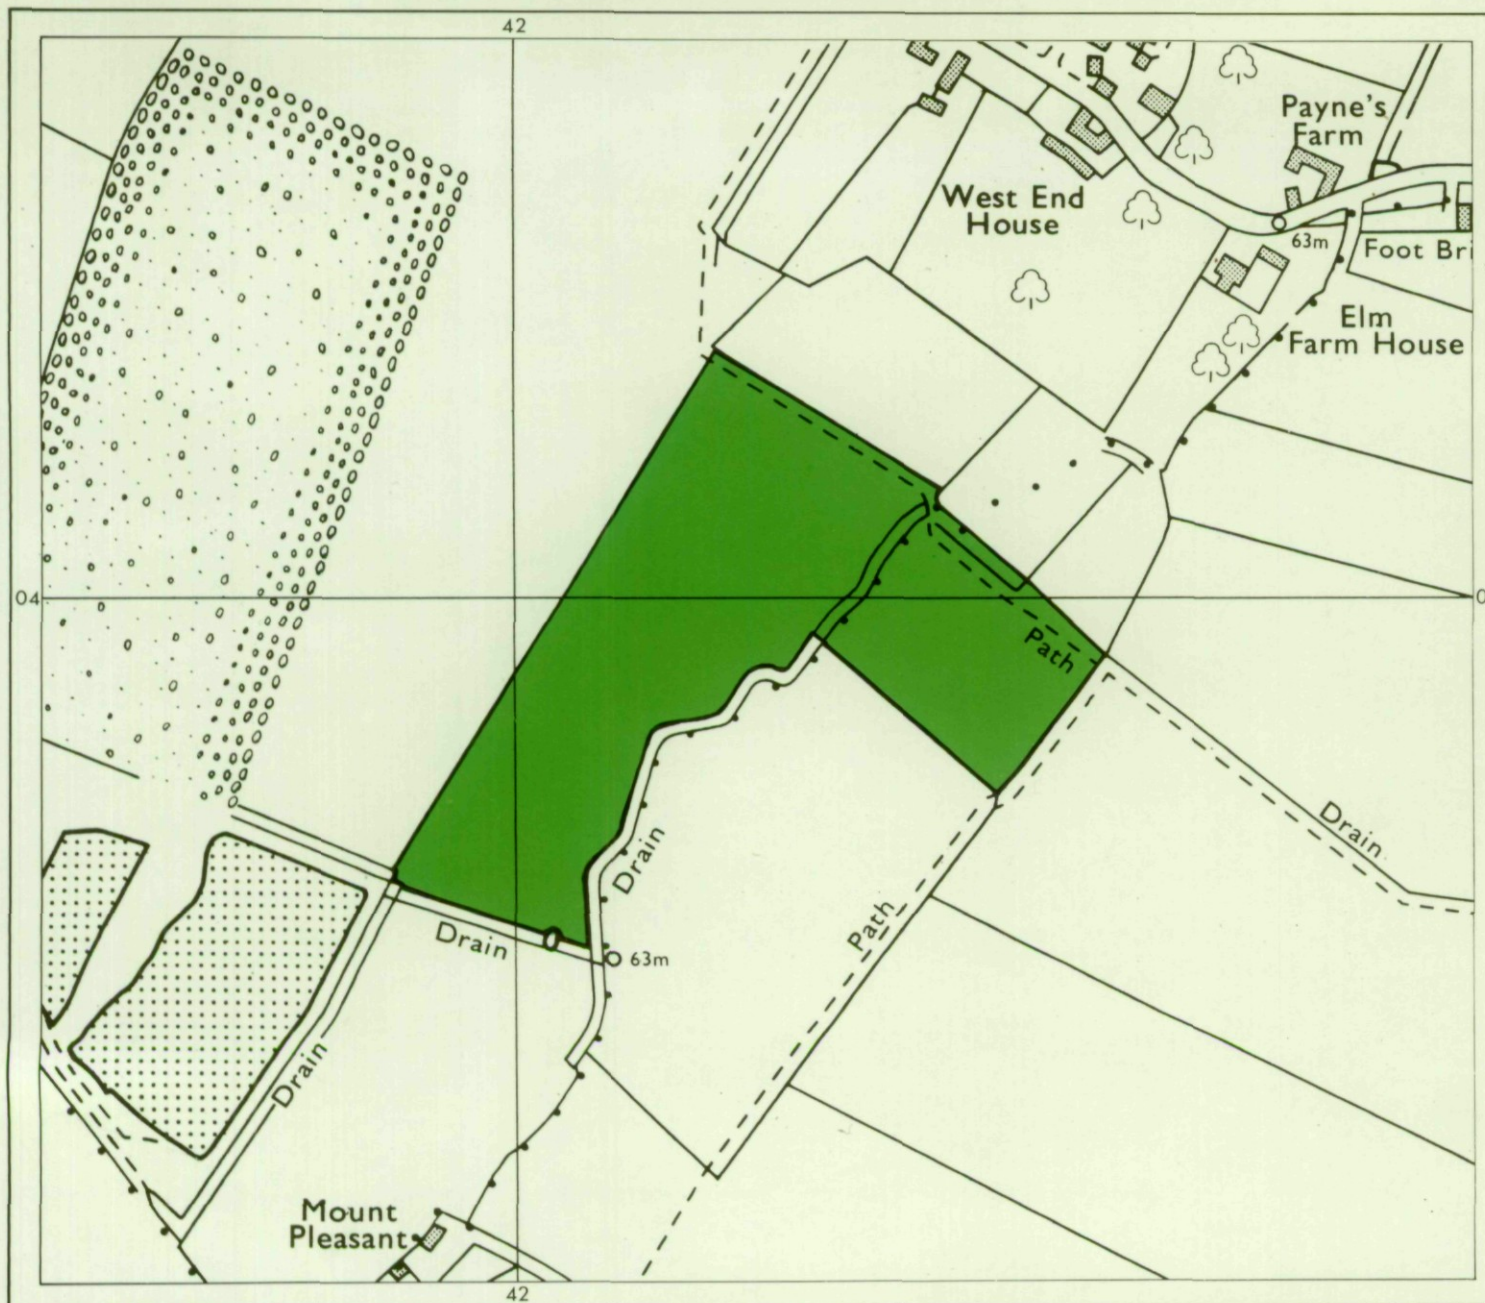 42
Payne's
Farm
West End
House
63m
Foot Bri
Elm
Farm House
04
0
Path
Drain
Drain
Path
Drain
63m
Drain
Mount
Pleasant
42